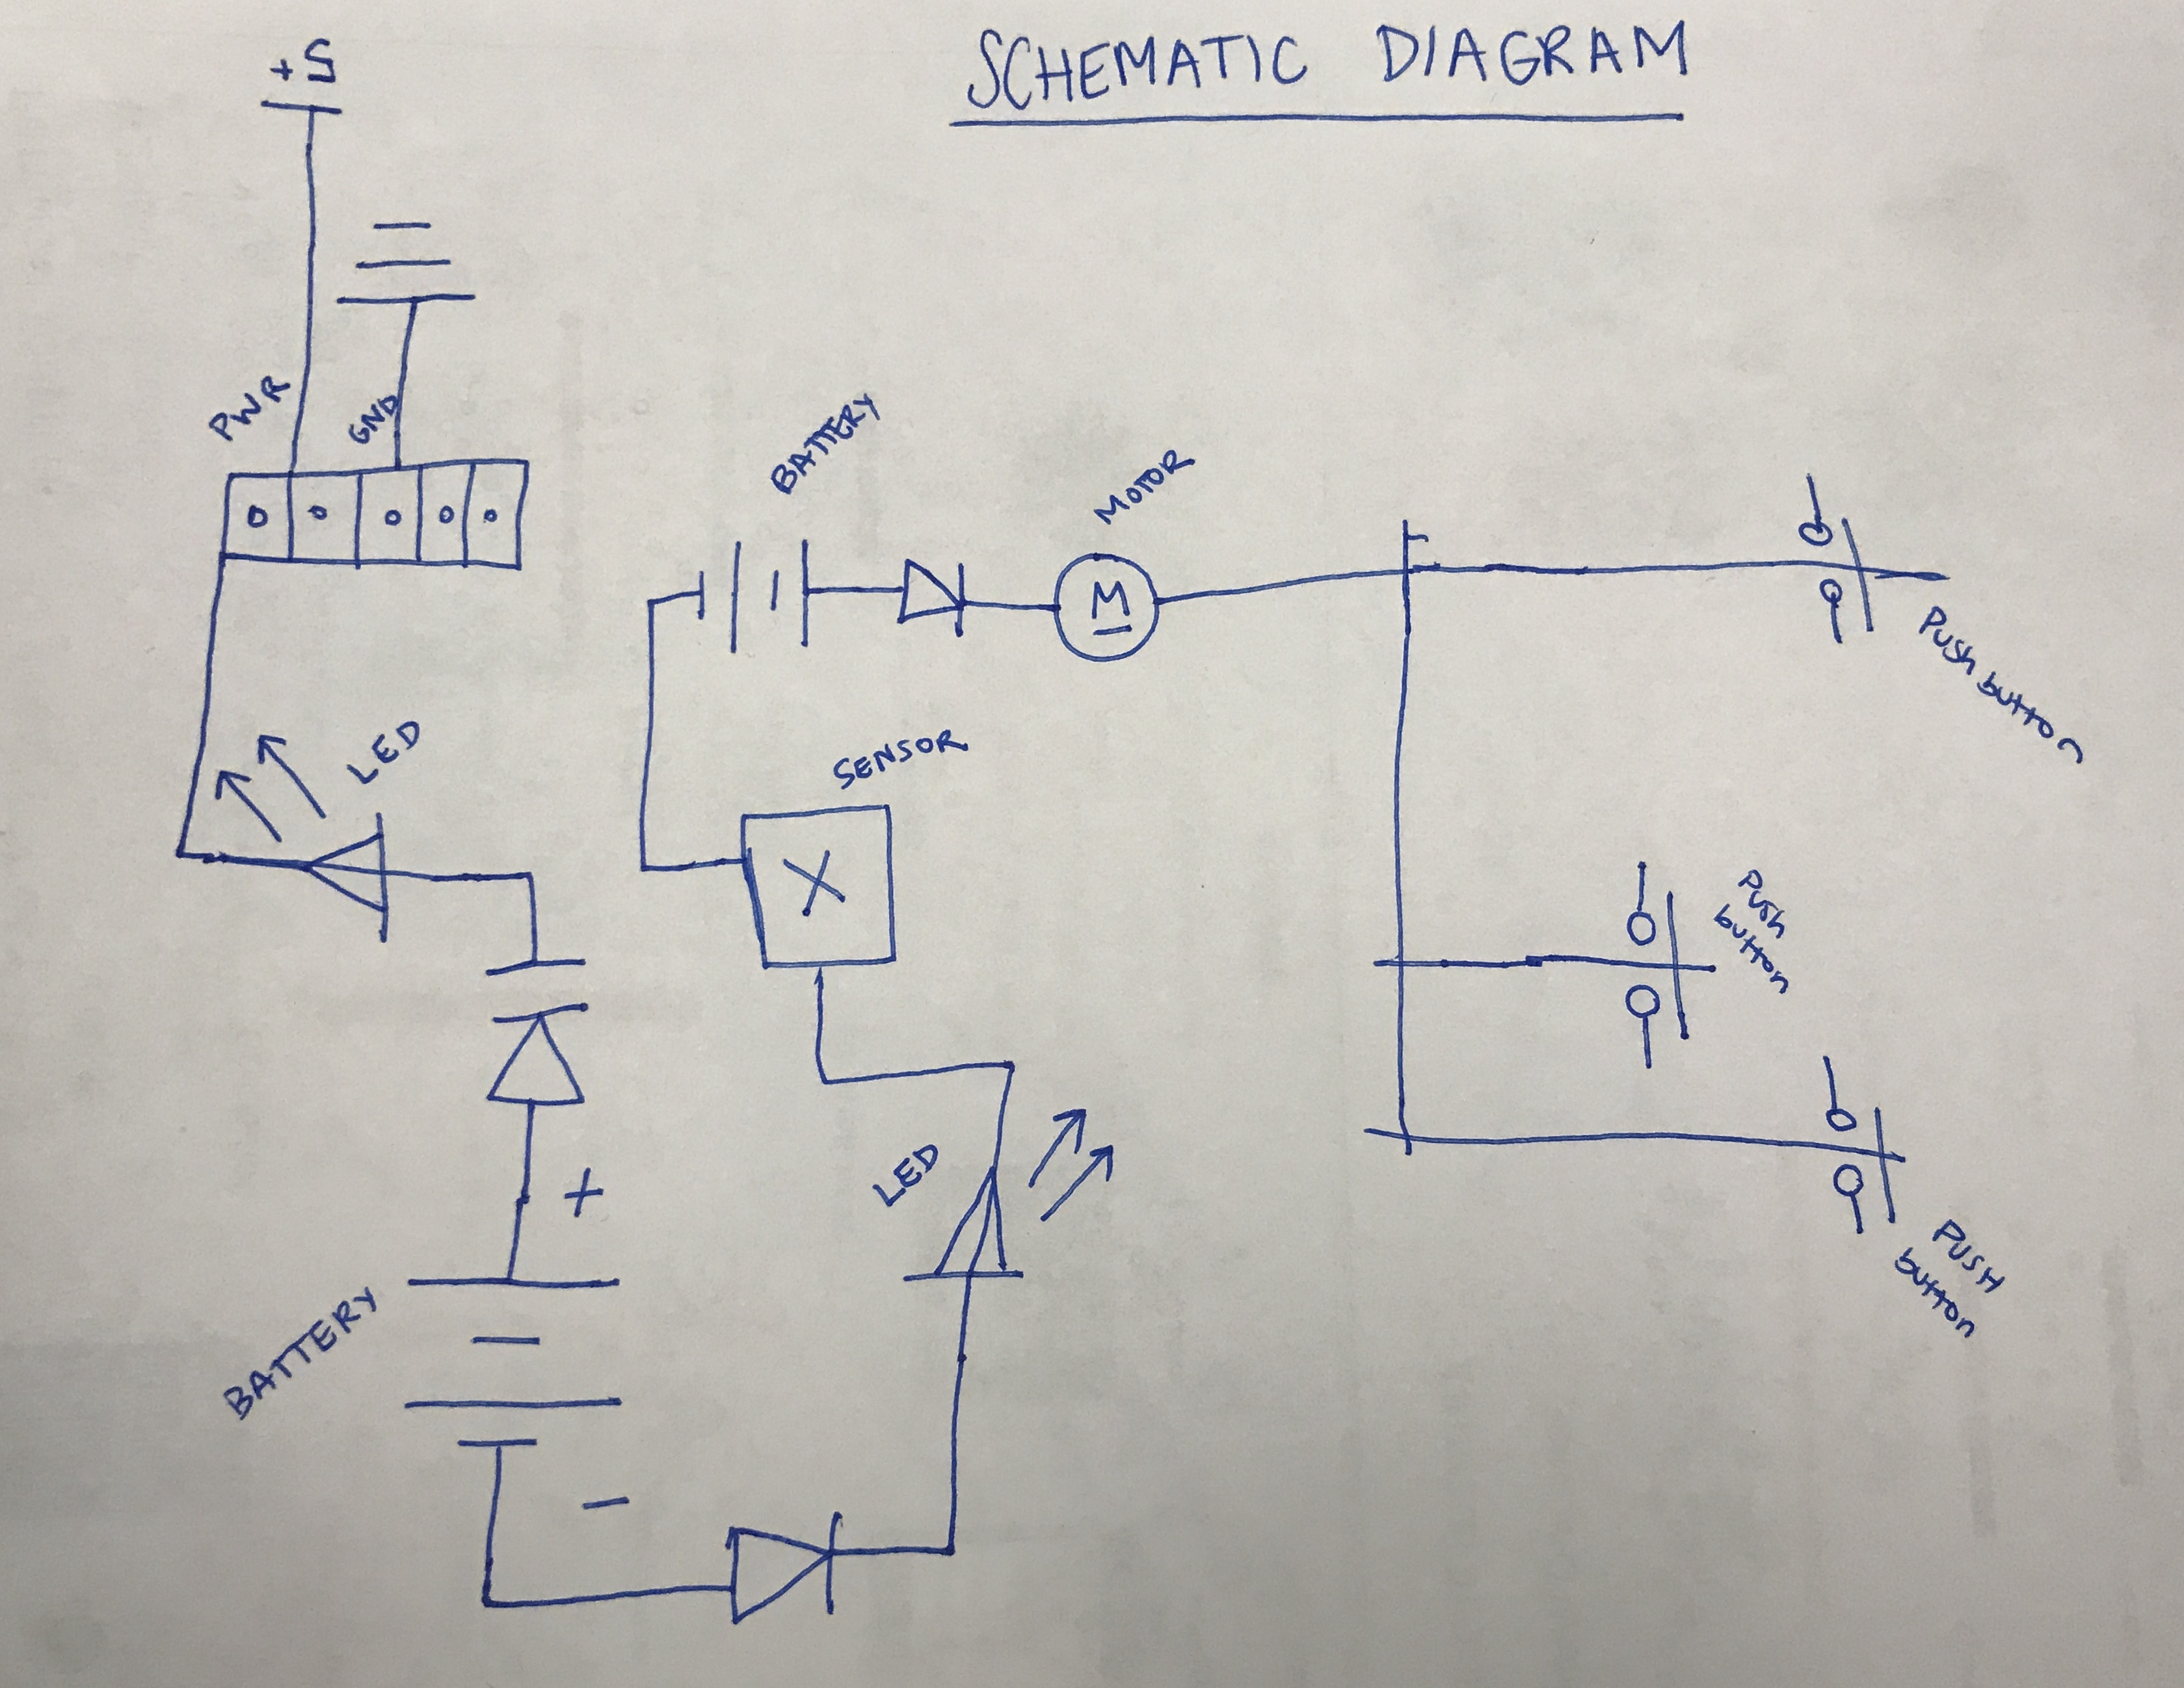 SCHEMATIC DIAGRAM
+5
PWR
GND
BATTERY
MOTOR
M
Push button
LED
SENSOR
X
Push
button
+
LED
BATTERY
-
PUSH
button